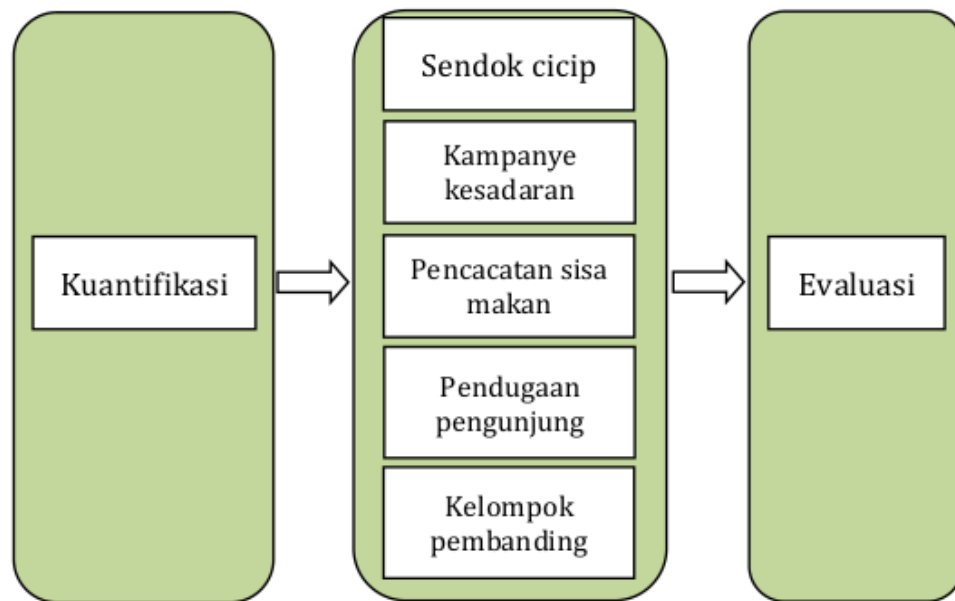 Kuantifikasi
Sendok cicip
Kampanye
kesadaran
Pencacatan sisa
makan
Pendugaan
pengunjung
Kelompok
pembanding
Evaluasi